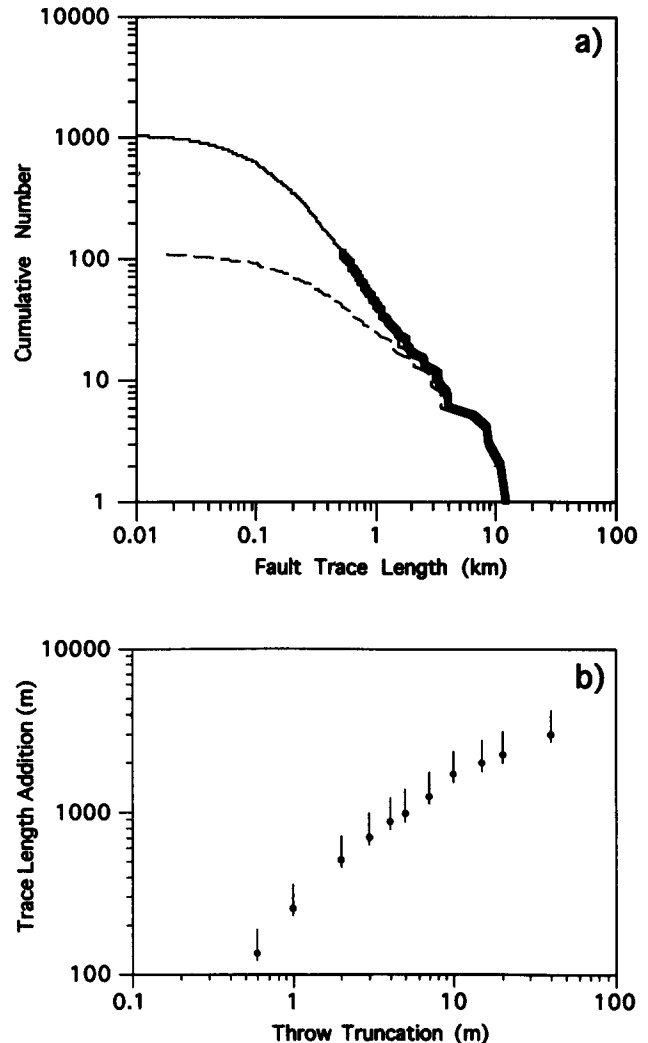 a)
10000
1000
100
10
1
Cumulative Number
0.01 0.1 1 10 100
Fault Trace Length (km)
b)
10000
1000
100
Trace Length Addition (m)
0.1 1 10 100
Throw Truncation (m)